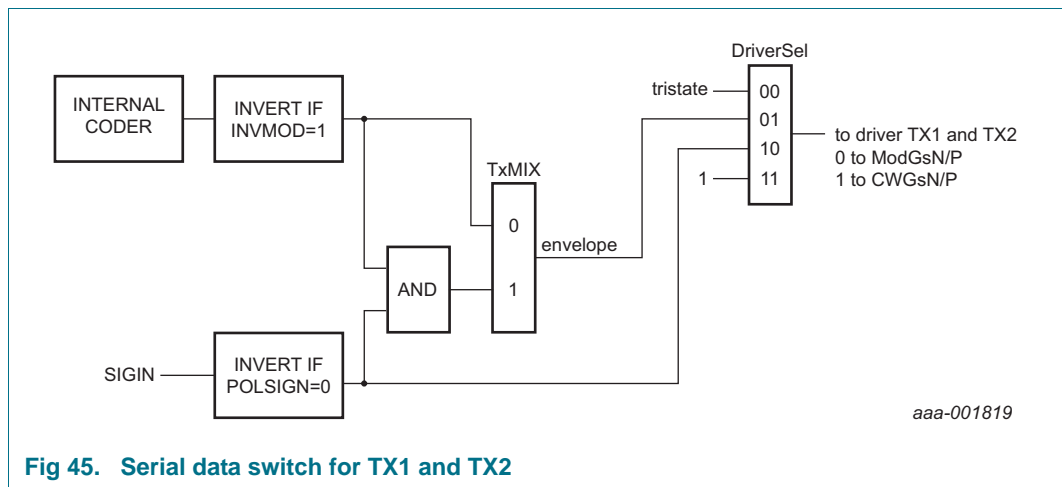 DriverSel
tristate
00
INTERNAL
CODER
INVERT IF
INVMOD=1
01
to driver TX1 and TX2
0 to ModGsN/P
1 to CWGsN/P
10
1
11
TxMIX
0
envelope
AND
1
SIGIN
INVERT IF
POLSIGN=0
aaa-001819
Fig 45. Serial data switch for TX1 and TX2